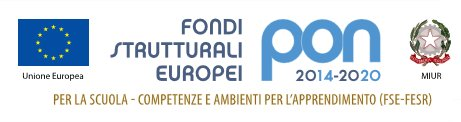 FONDI
STRUTTURALI
EUROPEI
pon
2014-2020
Unione Europea
MIUR
PER LA SCUOLA - COMPETENZE E AMBIENTI PER L'APPRENDIMENTO (FSE-FESR)